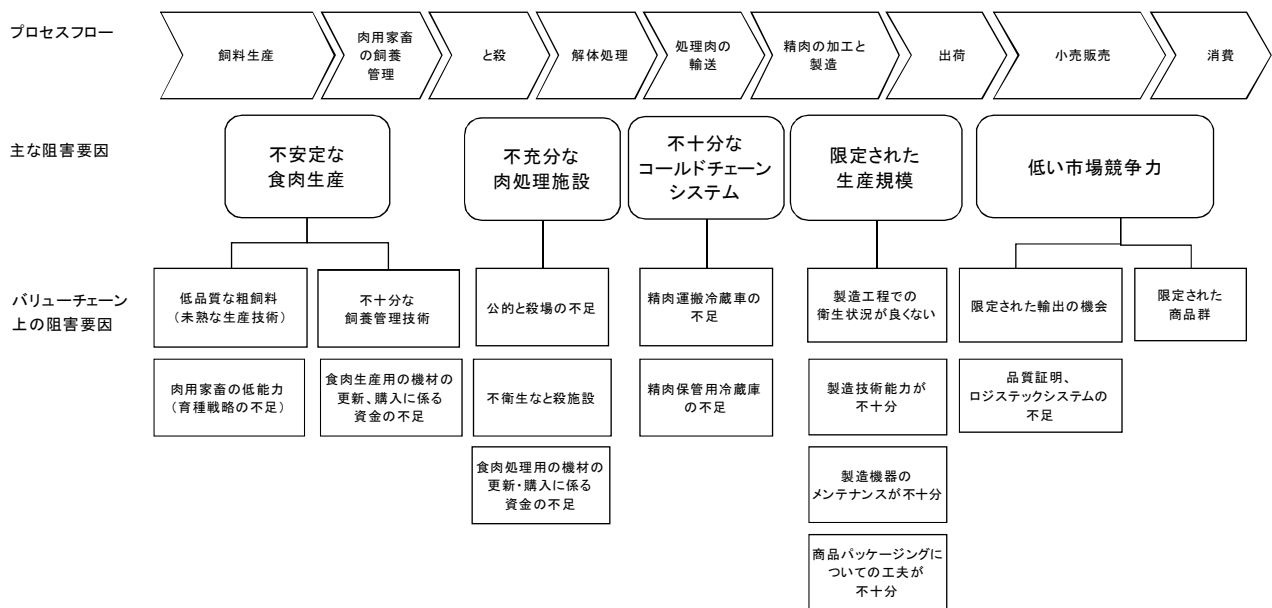 プロセスフロー
飼料生産
肉用家畜
の飼養
管理
と殺
解体処理
処理肉の
輸送
精肉の加工と
製造
出荷
小売販売
消費
主な阻害要因
不安定な
食肉生産
不充分な
肉処理施設
不十分な
コールドチェーン
システム
限定された
生産規模
低い市場競争力
バリューチェーン
上の阻害要因
低品質な粗飼料
（未熟な生産技術）
不十分な
飼養管理技術
公的と殺場の不足
精肉運搬冷蔵車の
不足
製造工程での
衛生状況が良くない
限定された輸出の機会
限定された
商品群
肉用家畜の低能力
（育種戦略の不足）
食肉生産用の機材の
更新、購入に係る
資金の不足
不衛生なと殺施設
精肉保管用冷蔵庫
の不足
製造技術能力が
不十分
品質証明、
ロジステックシステムの
不足
食肉処理用の機材の
更新・購入に係る
資金の不足
製造機器の
メンテナンスが不十分
商品パッケージングに
ついての工夫が
不十分